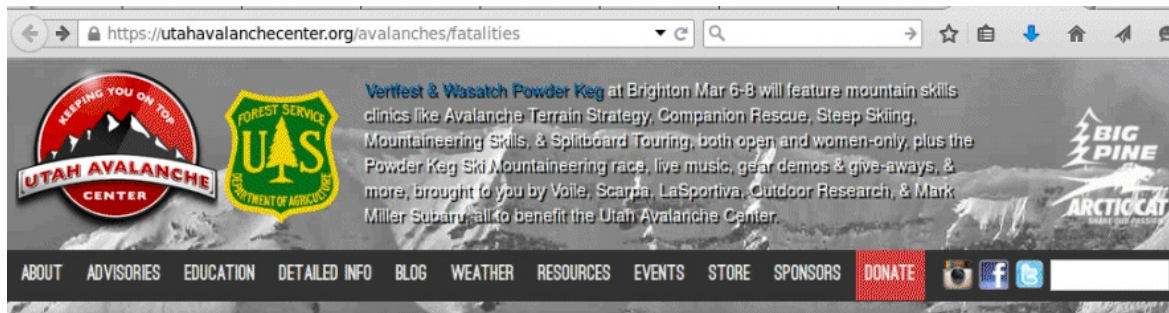 https://utahavalanchecenter.org/avalanches/fatalities
KEEPING YOU ON TOP
UTAH AVALANCHE
CENTER
FOREST SERVICE
U S
DEPARTMENT OF AGRICULTURE
Vertfest & Wasatch Powder Keg at Brighton Mar 6-8 will feature mountain skills
clinics like Avalanche Terrain Strategy, Companion Rescue, Steep Skiing,
Mountaineering Skills, & Splitboard Touring, both open and women-only, plus the
Powder Keg Ski Mountaineering race, live music, gear demos & give-aways, &
more, brought to you by Voile, Scarpa, LaSportiva, Outdoor Research, & Mark
Miller Subaru, all to benefit the Utah Avalanche Center.
BIG
PINE
ARCTIC CAT
SHARE OUR PASSION
ABOUT ADVISORIES EDUCATION DETAILED INFO BLOG WEATHER RESOURCES EVENTS STORE SPONSORS DONATE